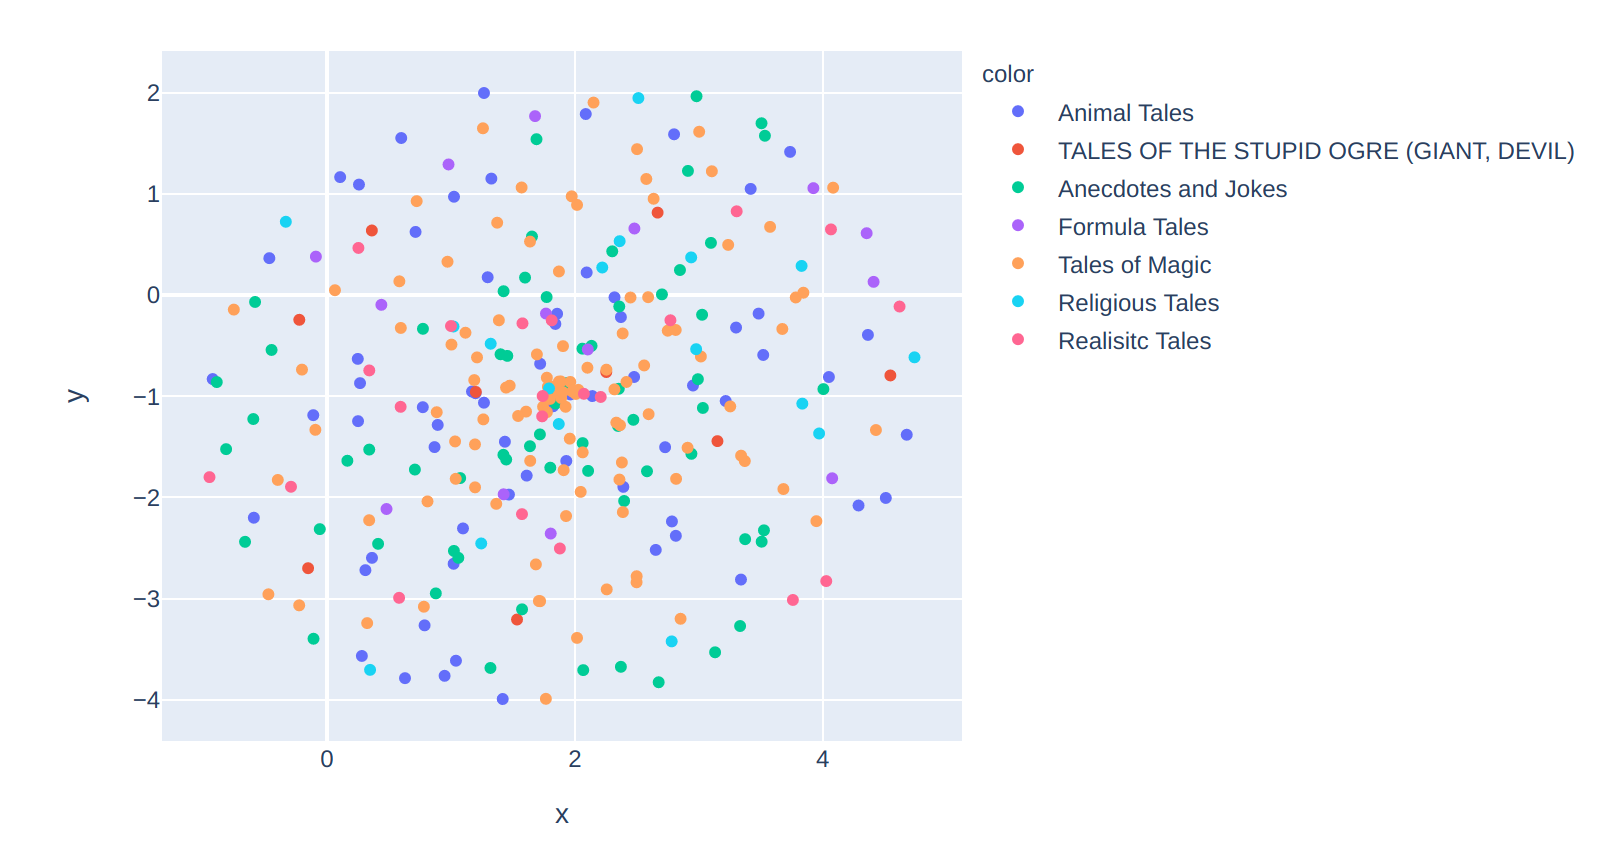 color
Animal Tales
TALES OF THE STUPID OGRE (GIANT, DEVIL)
Anecdotes and Jokes
Formula Tales
Tales of Magic
Religious Tales
Realisitc Tales
2
1
0
−1
−2
−3
−4
y
0 2 4
x